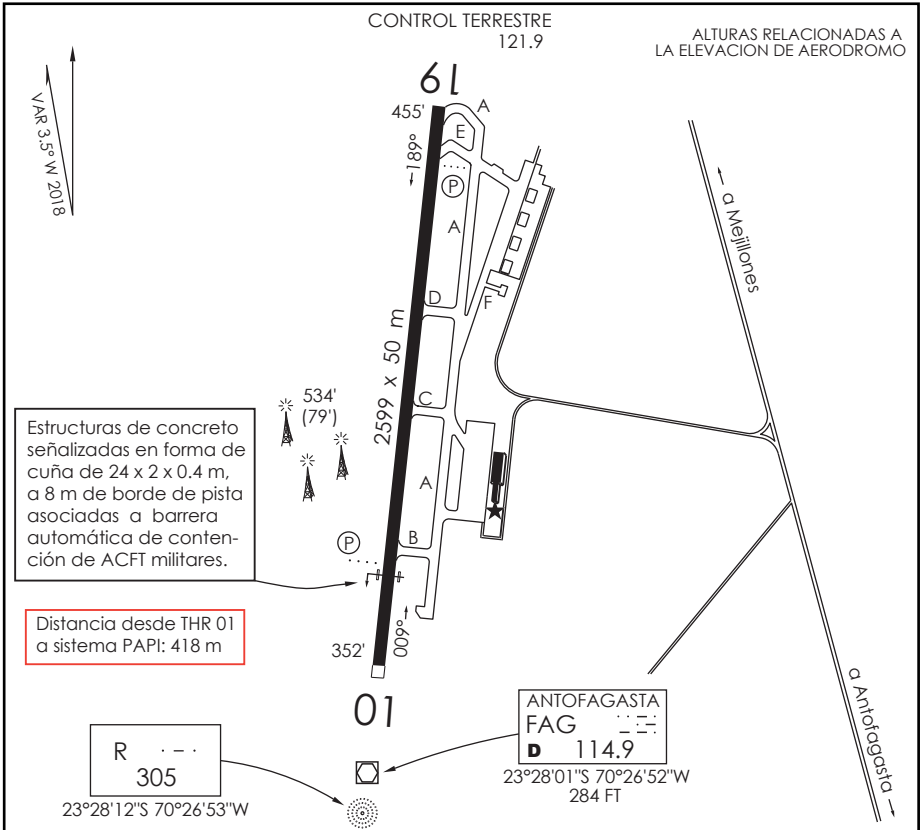 CONTROL TERRESTRE
121.9
ALTURAS RELACIONADAS A
LA ELEVACION DE AERODROMO
VAR 3.5° W 2018
19
455'
A
E
189°
P
A
a Mejillones
D
F
2599 x 50 m
534'
(79')
C
Estructuras de concreto
señalizadas en forma de
cuña de 24 x 2 x 0.4 m,
a 8 m de borde de pista
asociadas a barrera
automática de conten-
ción de ACFT militares.
A
P
B
Distancia desde THR 01
a sistema PAPI: 418 m
352'
009°
01
a Antofagasta
ANTOFAGASTA
FAG
D 114.9
23°28'01"S 70°26'52"W
284 FT
R
305
23°28'12"S 70°26'53"W